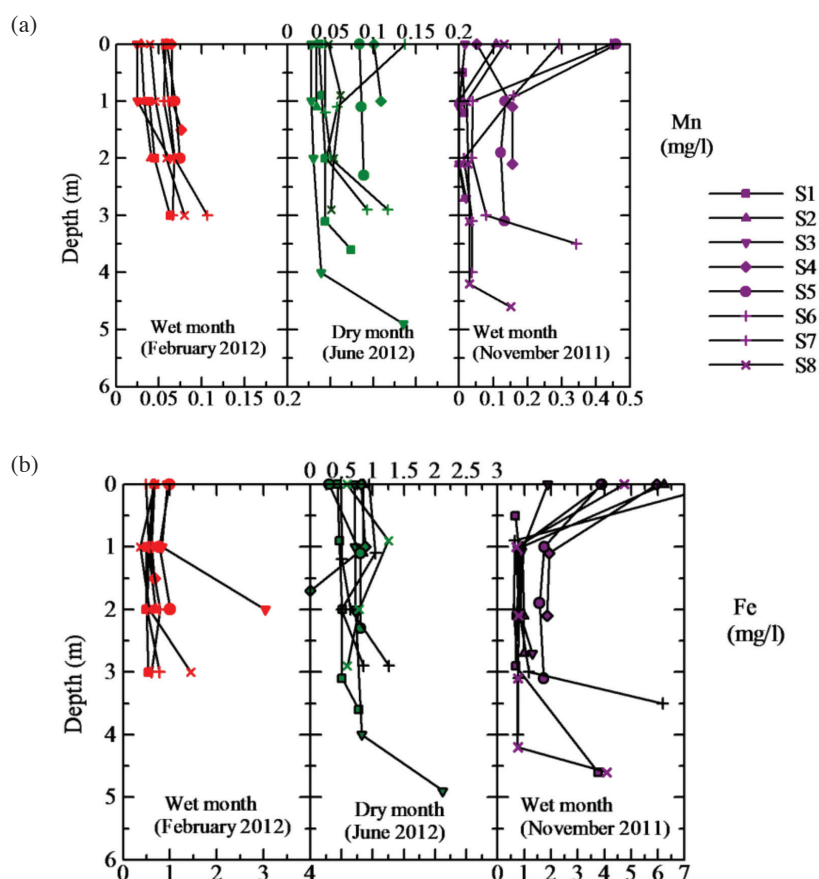 (a)
0 0.05 0.1 0.15 0.2
0
1
2
3
4
5
6
Depth (m)
Wet month
(February 2012)
Dry month
(June 2012)
Wet month
(November 2011)
0 0.05 0.1 0.15 0.2
0 0.1 0.2 0.3 0.4 0.5
Mn
(mg/l)
S1
S2
S3
S4
S5
S6
S7
S8
(b)
0 0.5 1 1.5 2 2.5 3
0
1
2
3
4
5
6
Depth (m)
Wet month
(February 2012)
Dry month
(June 2012)
Wet month
(November 2011)
0 1 2 3 4
0 1 2 3 4 5 6 7
Fe
(mg/l)